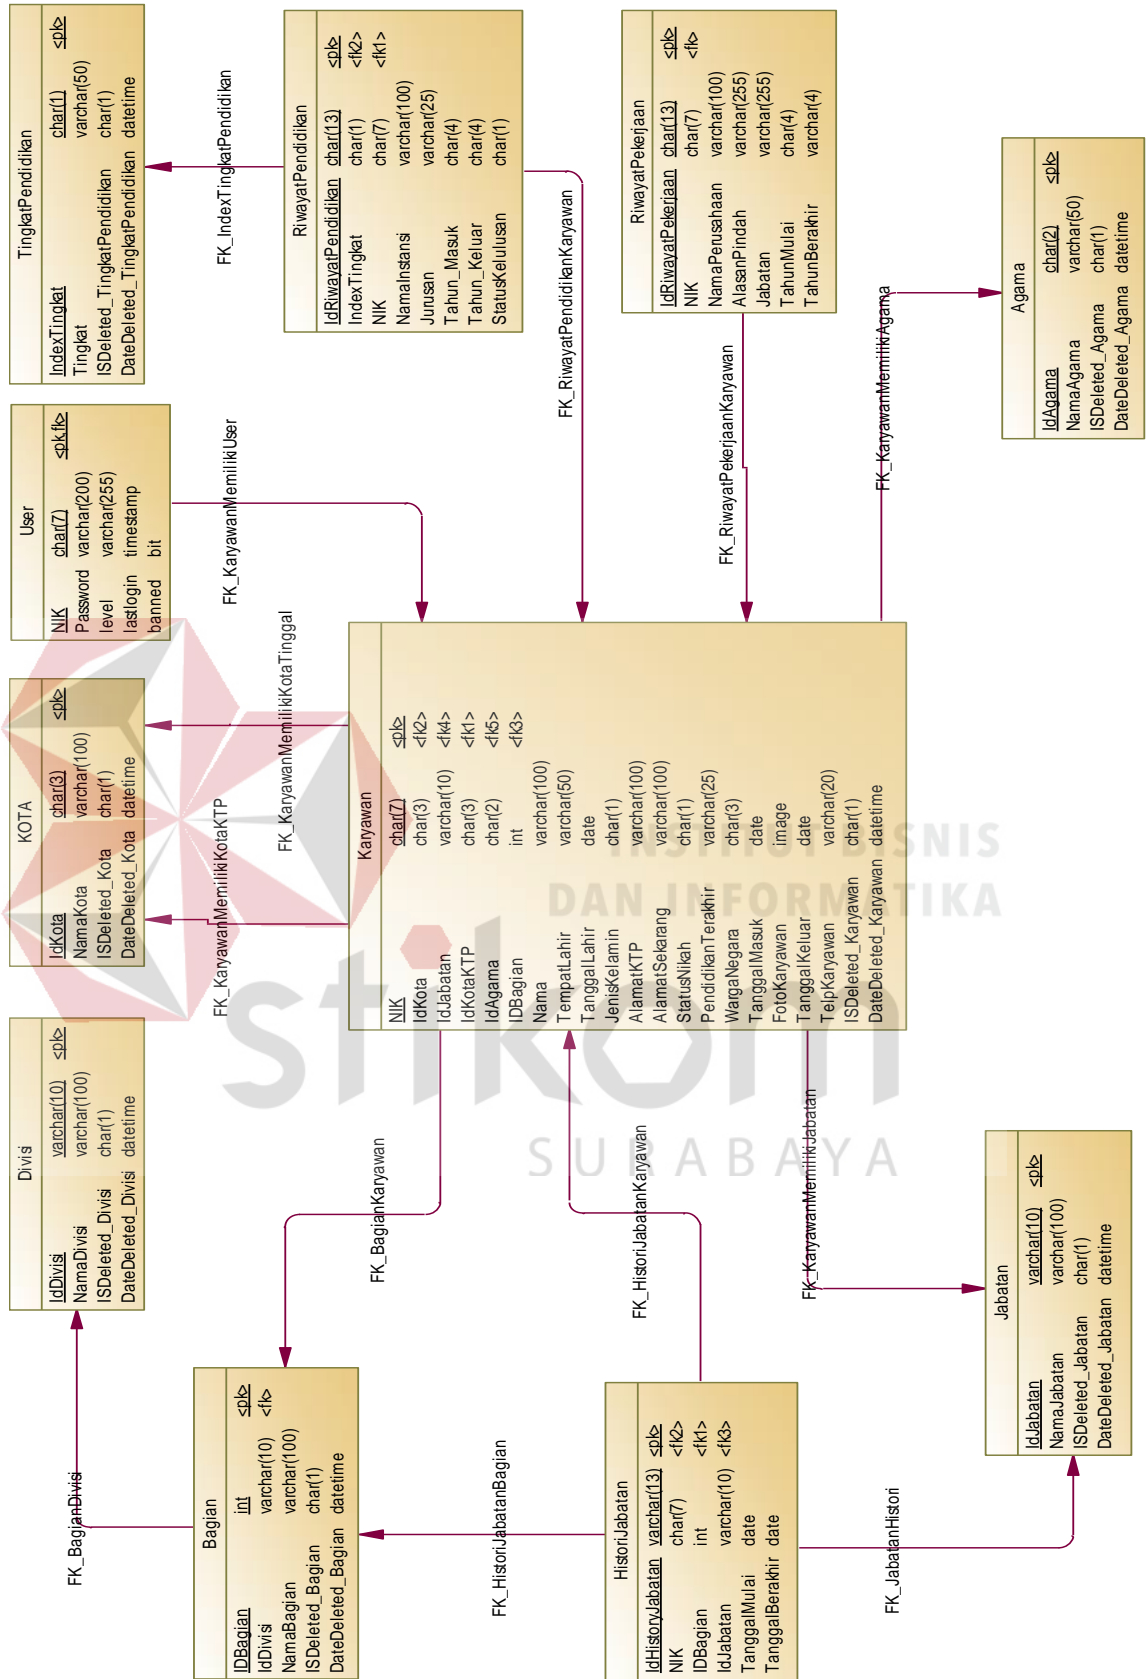 TingkatPendidikan
IndexTingkat char(1) <pk>
Tingkat varchar(50)
ISDeleted_TingkatPendidikan char(1)
DateDeleted_TingkatPendidikan datetime
FK_IndexTingkatPendidikan
RiwayatPendidikan
IdRiwayatPendidikan char(13) <pk>
IndexTingkat char(1) <fk2>
NIK char(7) <fk1>
NamaInstansi varchar(100)
Jurusan varchar(25)
Tahun_Masuk char(4)
Tahun_Keluar char(4)
StatusKelulusan char(1)
FK_RiwayatPendidikanKaryawan
RiwayatPekerjaan
IdRiwayatPekerjaan char(13) <pk>
NIK char(7) <fk>
NamaPerusahaan varchar(100)
AlasanPindah varchar(255)
Jabatan varchar(255)
TahunMulai char(4)
TahunBerakhir varchar(4)
FK_RiwayatPekerjaanKaryawan
Agama
IdAgama char(2) <pk>
NamaAgama varchar(50)
ISDeleted_Agama char(1)
DateDeleted_Agama datetime
FK_KaryawanMemilikiAgama
User
NIK char(7) <pk,fk>
Password varchar(200)
level varchar(255)
lastlogin timestamp
banned bit
FK_KaryawanMemilikiUser
KOTA
IdKota char(3) <pk>
NamaKota varchar(100)
ISDeleted_Kota char(1)
DateDeleted_Kota datetime
FK_KaryawanMemilikiKotaKTP
FK_KaryawanMemilikiKotaTinggal
Karyawan
NIK char(7) <pk>
IdKota char(3) <fk2>
IdJabatan varchar(10) <fk4>
IdKotaKTP char(3) <fk1>
IdAgama char(2) <fk5>
IDBagian int <fk3>
Nama varchar(100)
TempatLahir varchar(50)
TanggalLahir date
JenisKelamin char(1)
AlamatKTP varchar(100)
AlamatSekarang varchar(100)
StatusNikah char(1)
PendidikanTerakhir varchar(25)
WargaNegara char(3)
TanggalMasuk date
FotoKaryawan image
TanggalKeluar date
TelpKaryawan varchar(20)
ISDeleted_Karyawan char(1)
DateDeleted_Karyawan datetime
Divisi
IdDivisi varchar(10) <pk>
NamaDivisi varchar(100)
ISDeleted_Divisi char(1)
DateDeleted_Divisi datetime
FK_BagianDivisi
FK_BagianKaryawan
Bagian
IDBagian int <pk>
IdDivisi varchar(10) <fk>
NamaBagian varchar(100)
ISDeleted_Bagian char(1)
DateDeleted_Bagian datetime
FK_HistoriJabatanBagian
FK_HistoriJabatanKaryawan
HistoriJabatan
IdHistoryJabatan varchar(13) <pk>
NIK char(7) <fk2>
IDBagian int <fk1>
IdJabatan varchar(10) <fk3>
TanggalMulai date
TanggalBerakhir date
FK_JabatanHistori
FK_KaryawanMemilikiJabatan
Jabatan
IdJabatan varchar(10) <pk>
NamaJabatan varchar(100)
ISDeleted_Jabatan char(1)
DateDeleted_Jabatan datetime
INSTITUT BISNIS
DAN INFORMATIKA
stikom
SURABAYA